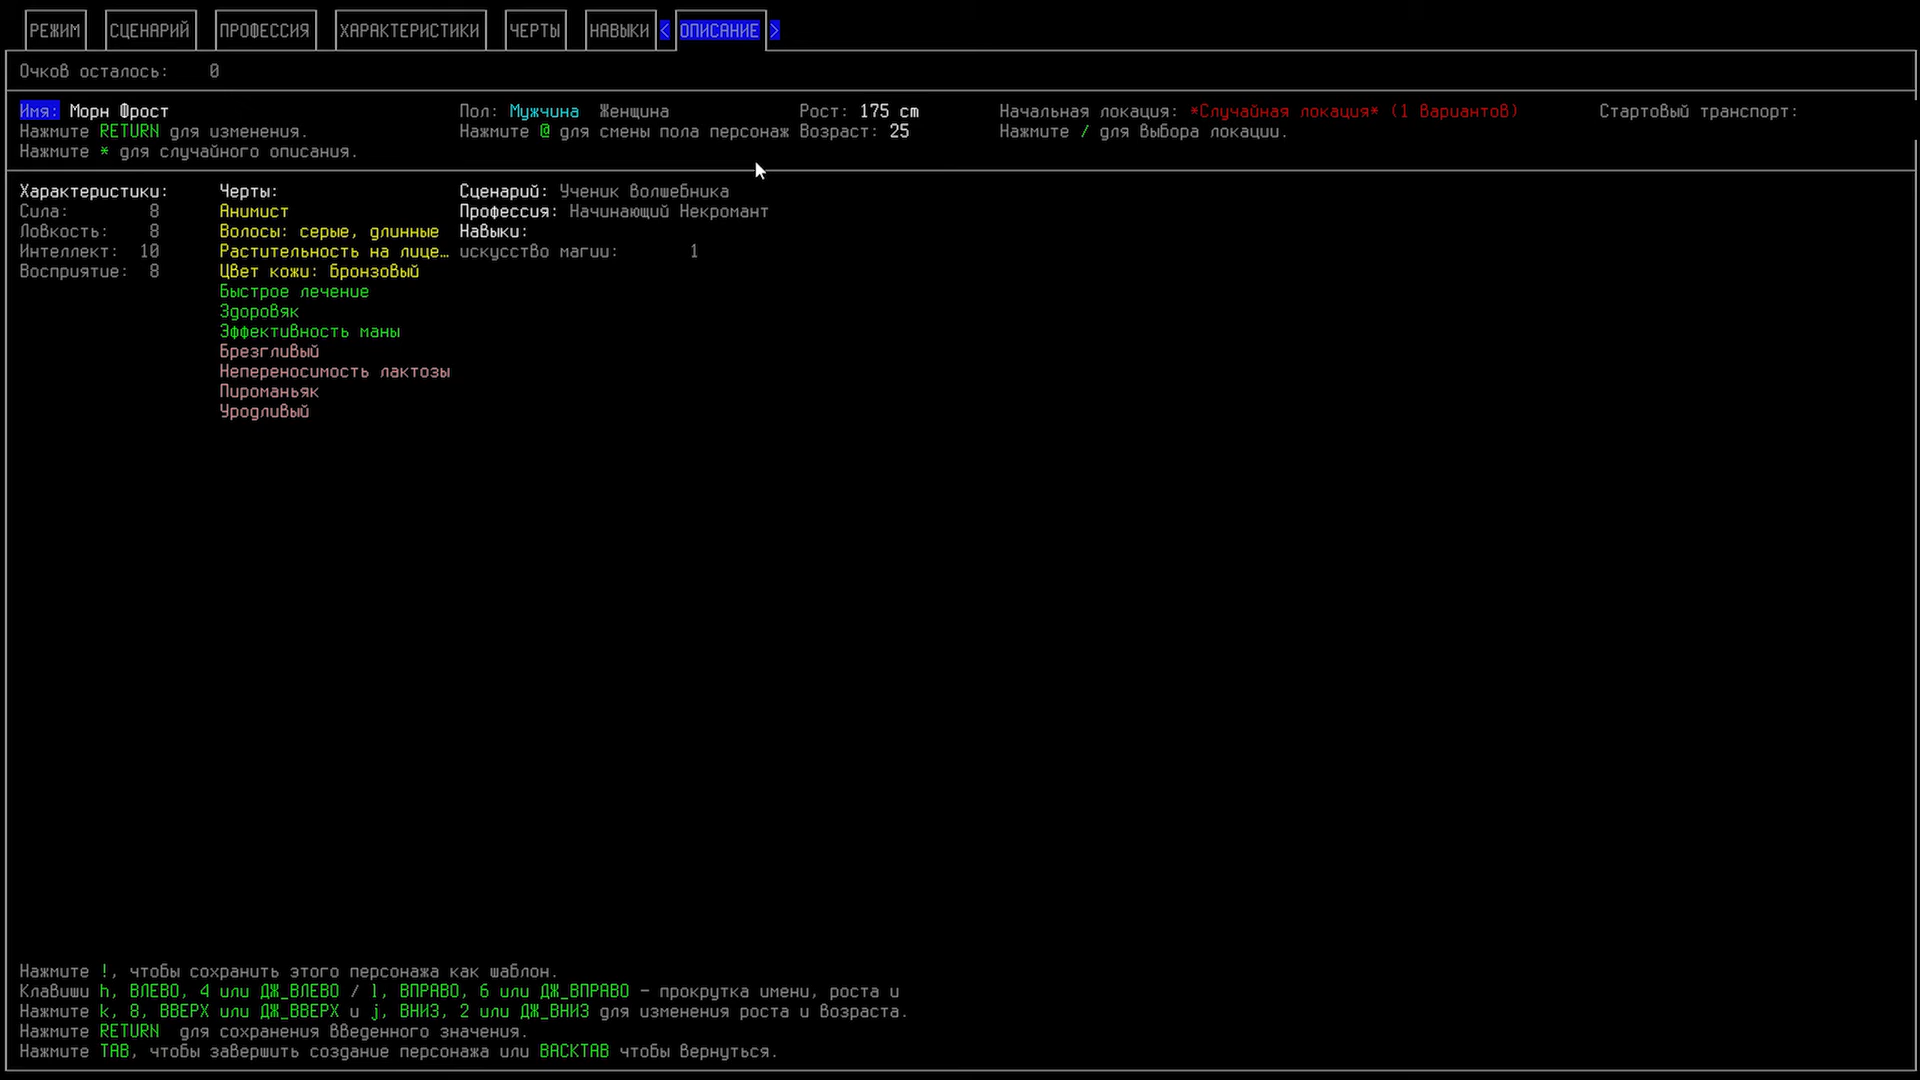 РЕЖИМ СЦЕНАРИЙ ПРОФЕССИЯ ХАРАКТЕРИСТИКИ ЧЕРТЫ НАВЫКИ < ОПИСАНИЕ >
Очков осталось: 0
Имя: Морн Фрост Пол: Мужчина Женщина Рост: 175 cm Начальная локация: *Случайная локация* (1 вариантов) Стартовый транспорт:
Нажмите RETURN для изменения. Нажмите @ для смены пола персонаж Возраст: 25 Нажмите / для выбора локации.
Нажмите * для случайного описания.
Характеристики: Черты: Сценарий: Ученик волшебника
Сила: 8 Анимист Профессия: Начинающий Некромант
Ловкость: 8 Волосы: серые, длинные Навыки:
Интеллект: 10 Растительность на лице… искусство магии: 1
Восприятие: 8 Цвет кожи: бронзовый
Быстрое лечение
Здоровяк
Эффективность маны
Брезгливый
Непереносимость лактозы
Пироманьяк
Уродливый
Нажмите !, чтобы сохранить этого персонажа как шаблон.
Клавиши h, ВЛЕВО, 4 или ДЖ_ВЛЕВО / l, ВПРАВО, 6 или ДЖ_ВПРАВО – прокрутка имени, роста и
Нажмите k, 8, ВВЕРХ или ДЖ_ВВЕРХ и j, ВНИЗ, 2 или ДЖ_ВНИЗ для изменения роста и возраста.
Нажмите RETURN для сохранения введенного значения.
Нажмите TAB, чтобы завершить создание персонажа или BACKTAB чтобы вернуться.